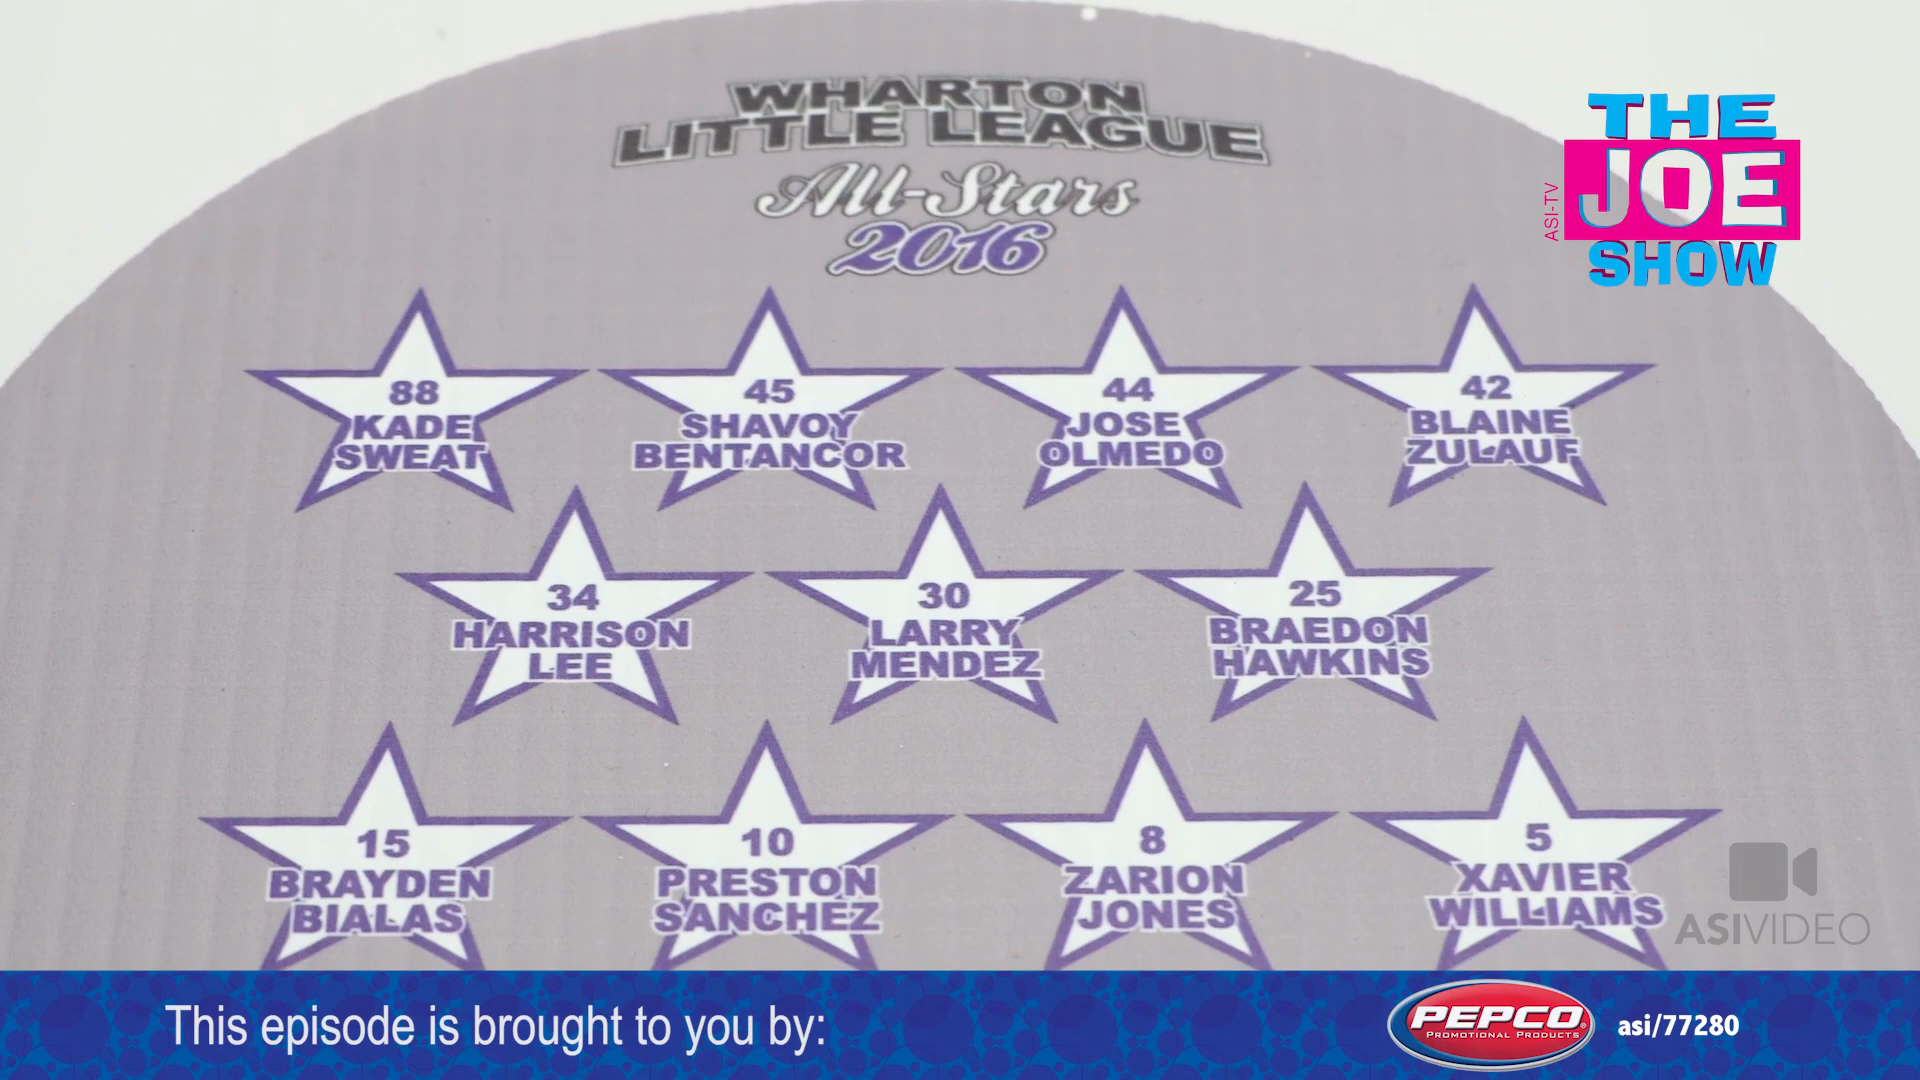 WHARTON
LITTLE LEAGUE
All-Stars
2016
THE
JOE
SHOW
ASI-TV
88
KADE
SWEAT
45
SHAVOY
BENTANCOR
44
JOSE
OLMEDO
42
BLAINE
ZULAUF
34
HARRISON
LEE
30
LARRY
MENDEZ
25
BRAEDON
HAWKINS
15
BRAYDEN
BIALAS
10
PRESTON
SANCHEZ
8
ZARION
JONES
5
XAVIER
WILLIAMS
ASIVIDEO
This episode is brought to you by:
PEPCO®
PROMOTIONAL PRODUCTS
asi/77280